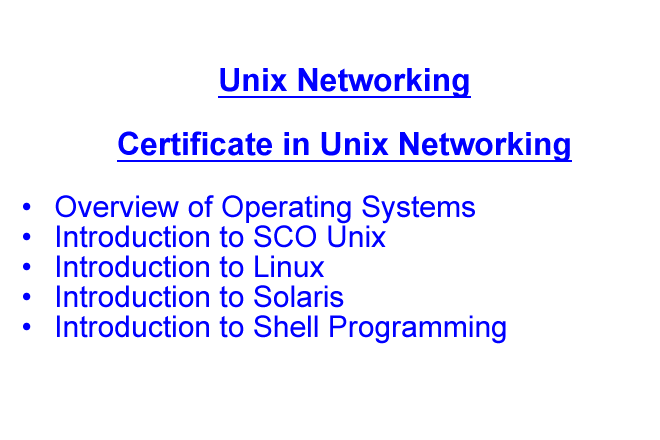 Unix Networking
Certificate in Unix Networking
• Overview of Operating Systems
• Introduction to SCO Unix
• Introduction to Linux
• Introduction to Solaris
• Introduction to Shell Programming